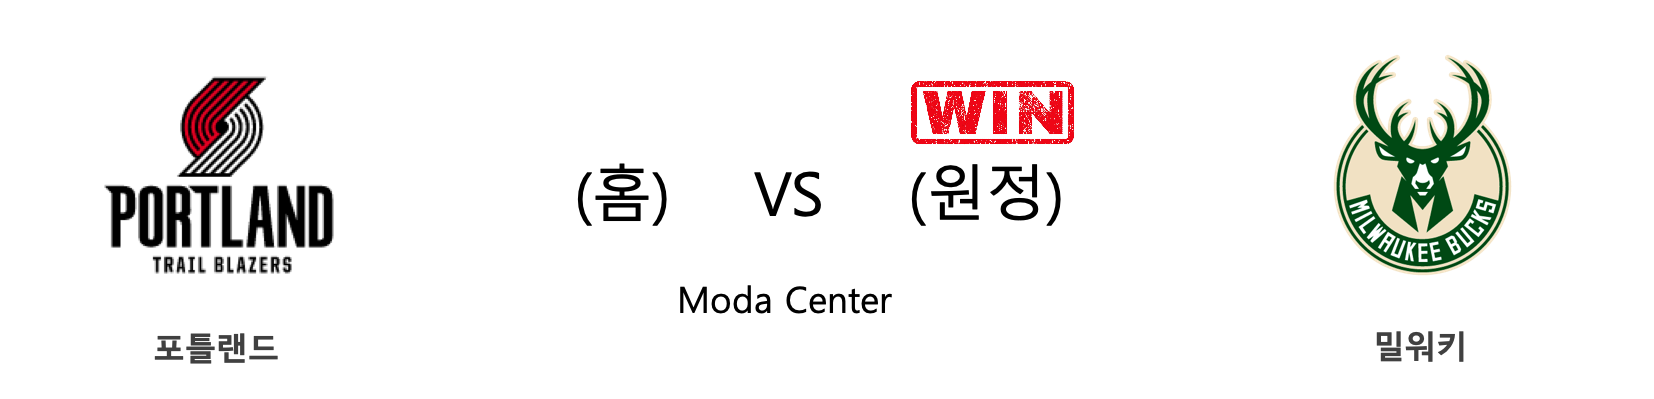 WIN
PORTLAND
TRAIL BLAZERS
(홈) VS (원정)
MILWAUKEE BUCKS
Moda Center
포틀랜드
밀워키